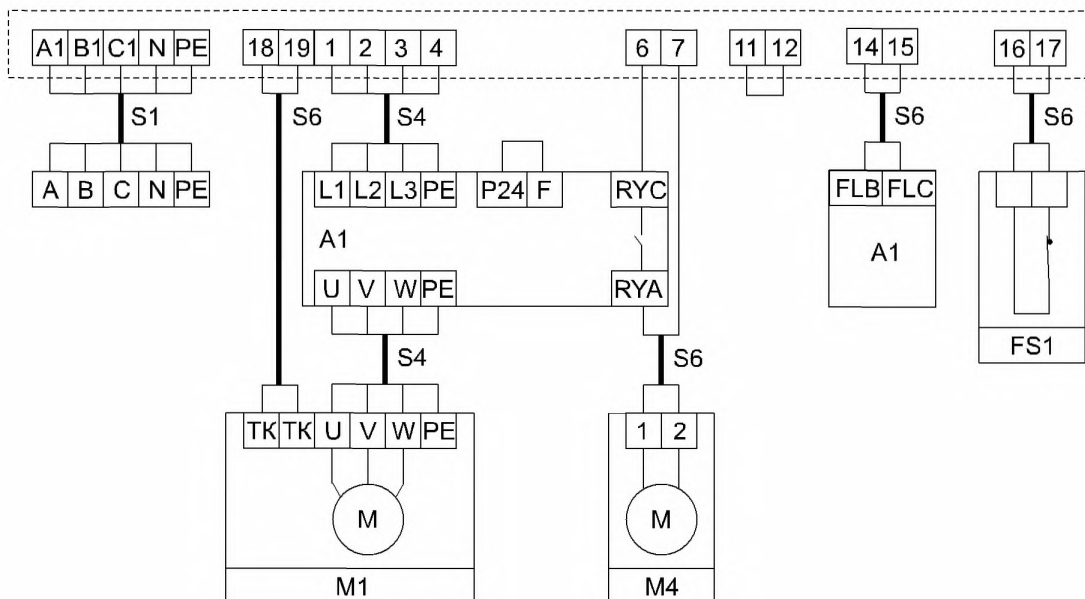 A1 B1 C1 N PE 18 19 1 2 3 4 6 7 11 12 14 15 16 17
S1 S6 S4 S6 S6
A B C N PE L1 L2 L3 PE P24 F RYC FLB FLC
A1 A1
U V W PE RYA
FS1
S4 S6
TK TK U V W PE 1 2
M M
M1 M4